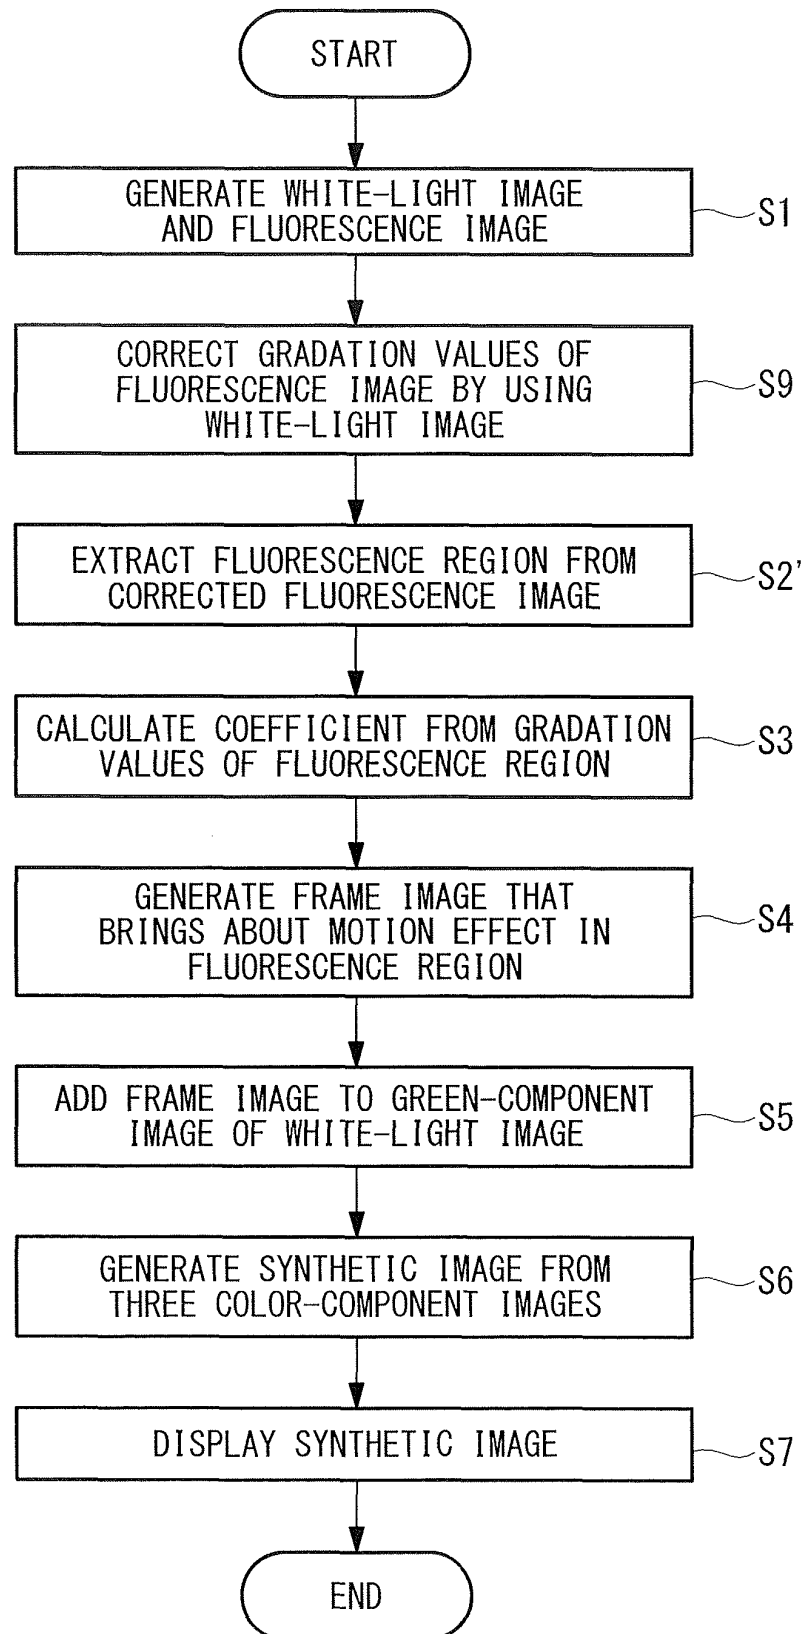 START
GENERATE WHITE-LIGHT IMAGE
AND FLUORESCENCE IMAGE
S1
CORRECT GRADATION VALUES OF
FLUORESCENCE IMAGE BY USING
WHITE-LIGHT IMAGE
S9
EXTRACT FLUORESCENCE REGION FROM
CORRECTED FLUORESCENCE IMAGE
S2'
CALCULATE COEFFICIENT FROM GRADATION
VALUES OF FLUORESCENCE REGION
S3
GENERATE FRAME IMAGE THAT
BRINGS ABOUT MOTION EFFECT IN
FLUORESCENCE REGION
S4
ADD FRAME IMAGE TO GREEN-COMPONENT
IMAGE OF WHITE-LIGHT IMAGE
S5
GENERATE SYNTHETIC IMAGE FROM
THREE COLOR-COMPONENT IMAGES
S6
DISPLAY SYNTHETIC IMAGE
S7
END